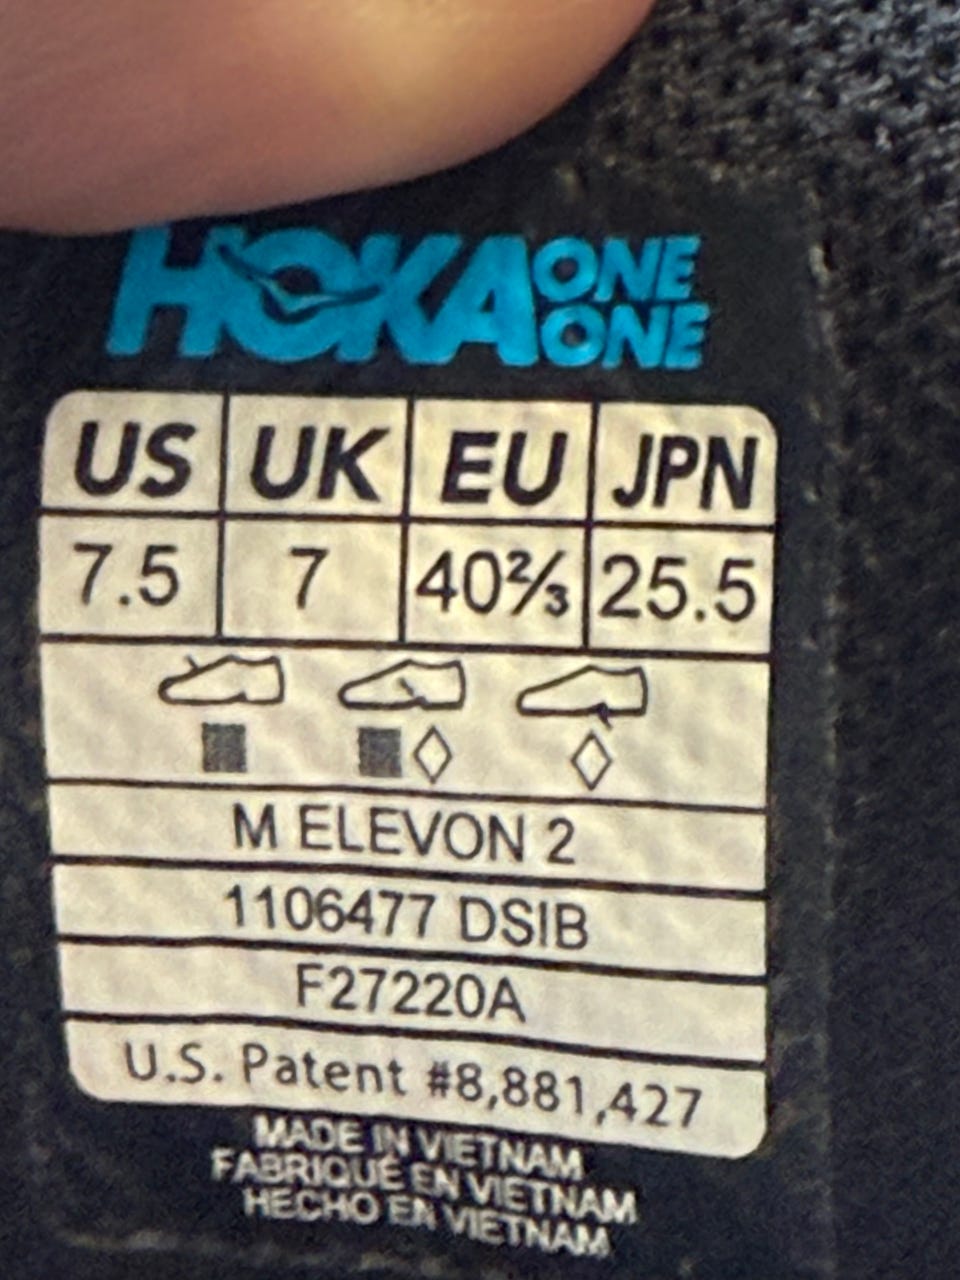 HOKA ONE ONE
US UK EU JPN
7.5 7 40⅔ 25.5
M ELEVON 2
1106477 DSIB
F27220A
U.S. Patent #8,881,427
MADE IN VIETNAM
FABRIQUÉ EN VIETNAM
HECHO EN VIETNAM